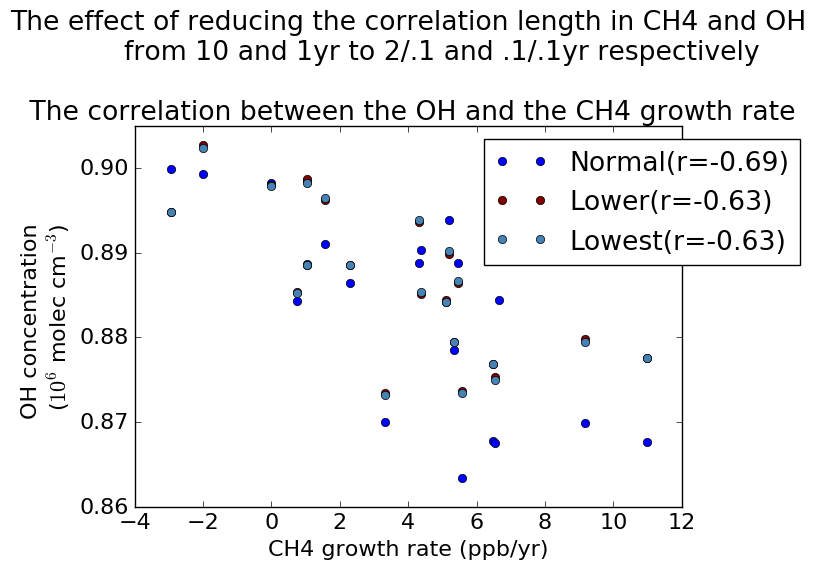 The effect of reducing the correlation length in CH4 and OH
from 10 and 1yr to 2/.1 and .1/.1yr respectively
The correlation between the OH and the CH4 growth rate
Normal(r=-0.69)
Lower(r=-0.63)
Lowest(r=-0.63)
OH concentration
(10^6 molec cm^−3)
0.90
0.89
0.88
0.87
0.86
−4 −2 0 2 4 6 8 10 12
CH4 growth rate (ppb/yr)